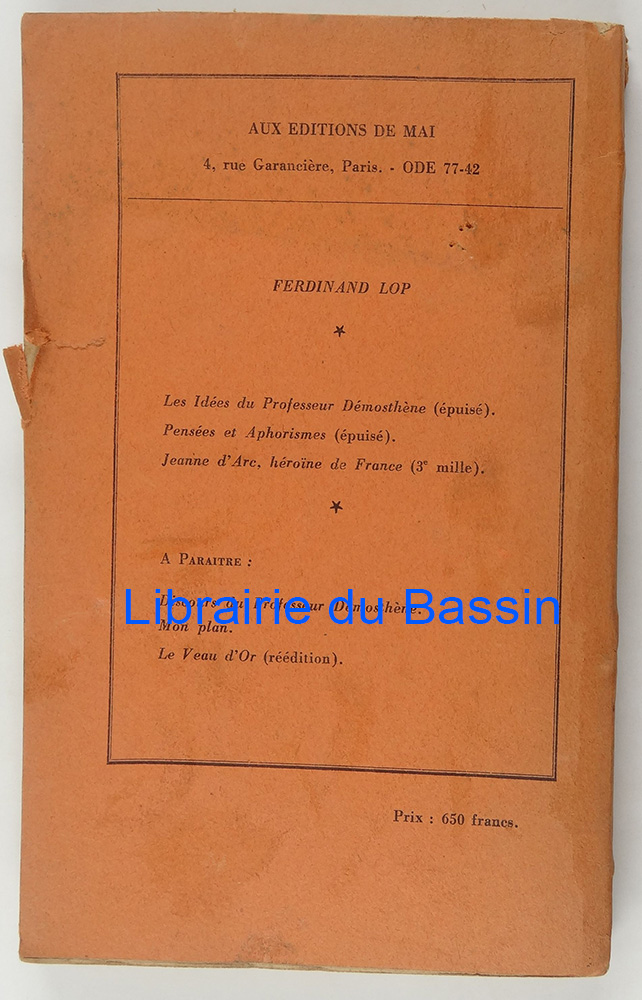 AUX EDITIONS DE MAI
4, rue Garancière, Paris. - ODE 77-42
FERDINAND LOP
Les Idées du Professeur Démosthène (épuisé).
Pensées et Aphorismes (épuisé).
Jeanne d'Arc, héroïne de France (3e mille).
A PARAITRE :
Discours du Professeur Démosthène.
Librairie du Bassin
Mon plan.
Le Veau d'Or (réédition).
Prix : 650 francs.